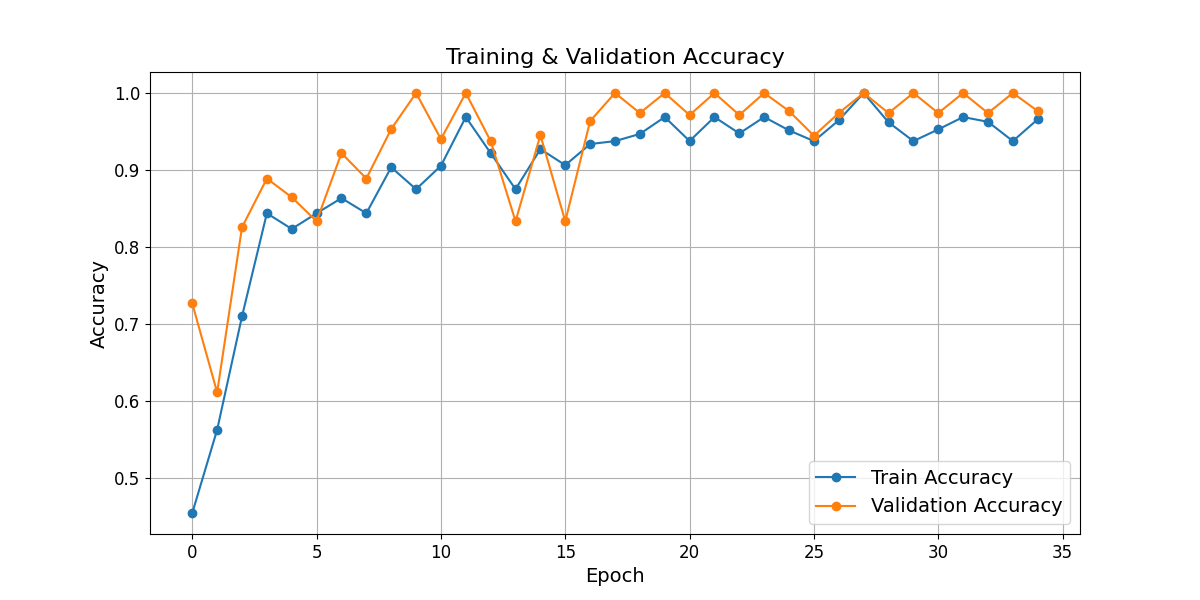 Training & Validation Accuracy
Accuracy
1.0
0.9
0.8
0.7
0.6
0.5
Train Accuracy
Validation Accuracy
0 5 10 15 20 25 30 35
Epoch